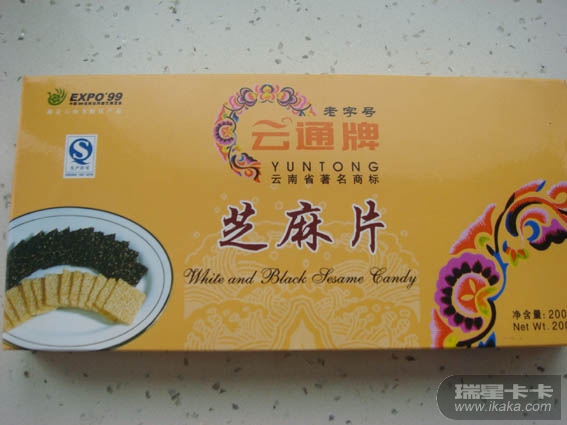 EXPO'99
老字号
云通牌
YUNTONG
云南省著名商标
芝麻片
White and Black Sesame Candy
净含量: 200
Net Wt. 200
瑞星卡卡
www.ikaka.com